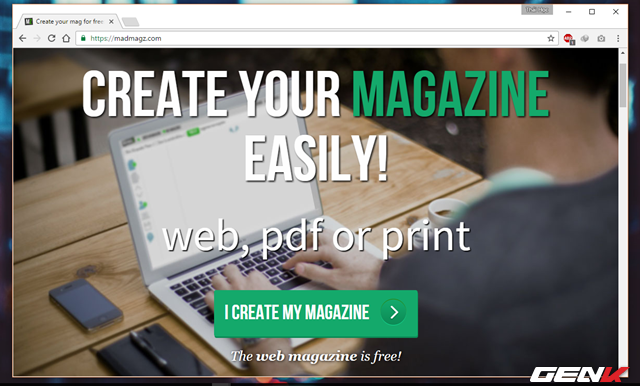 Create your mag for free
https://madmagz.com
CREATE YOUR MAGAZINE
EASILY!
web, pdf or print
I CREATE MY MAGAZINE
The web magazine is free!
GENK